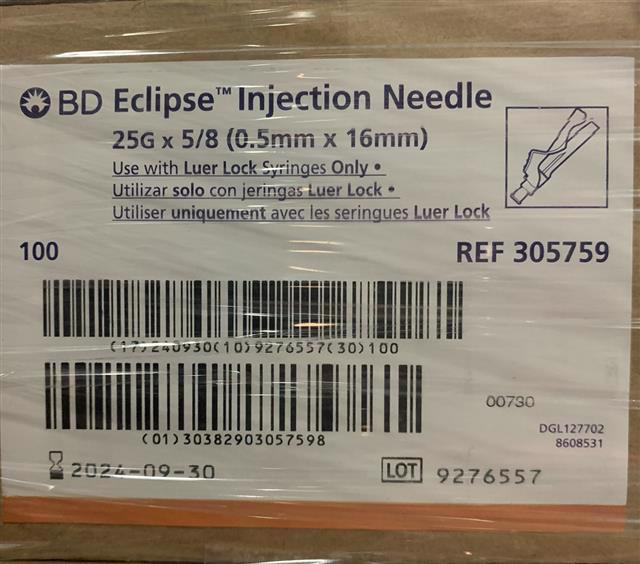 BD Eclipse™ Injection Needle
25G x 5/8 (0.5mm x 16mm)
Use with Luer Lock Syringes Only •
Utilizar solo con jeringas Luer Lock •
Utiliser uniquement avec les seringues Luer Lock
100
REF 305759
(17)240930(10)9276557(30)100
(01)30382903057598
00730
DGL127702
8608531
2024-09-30
LOT 9276557